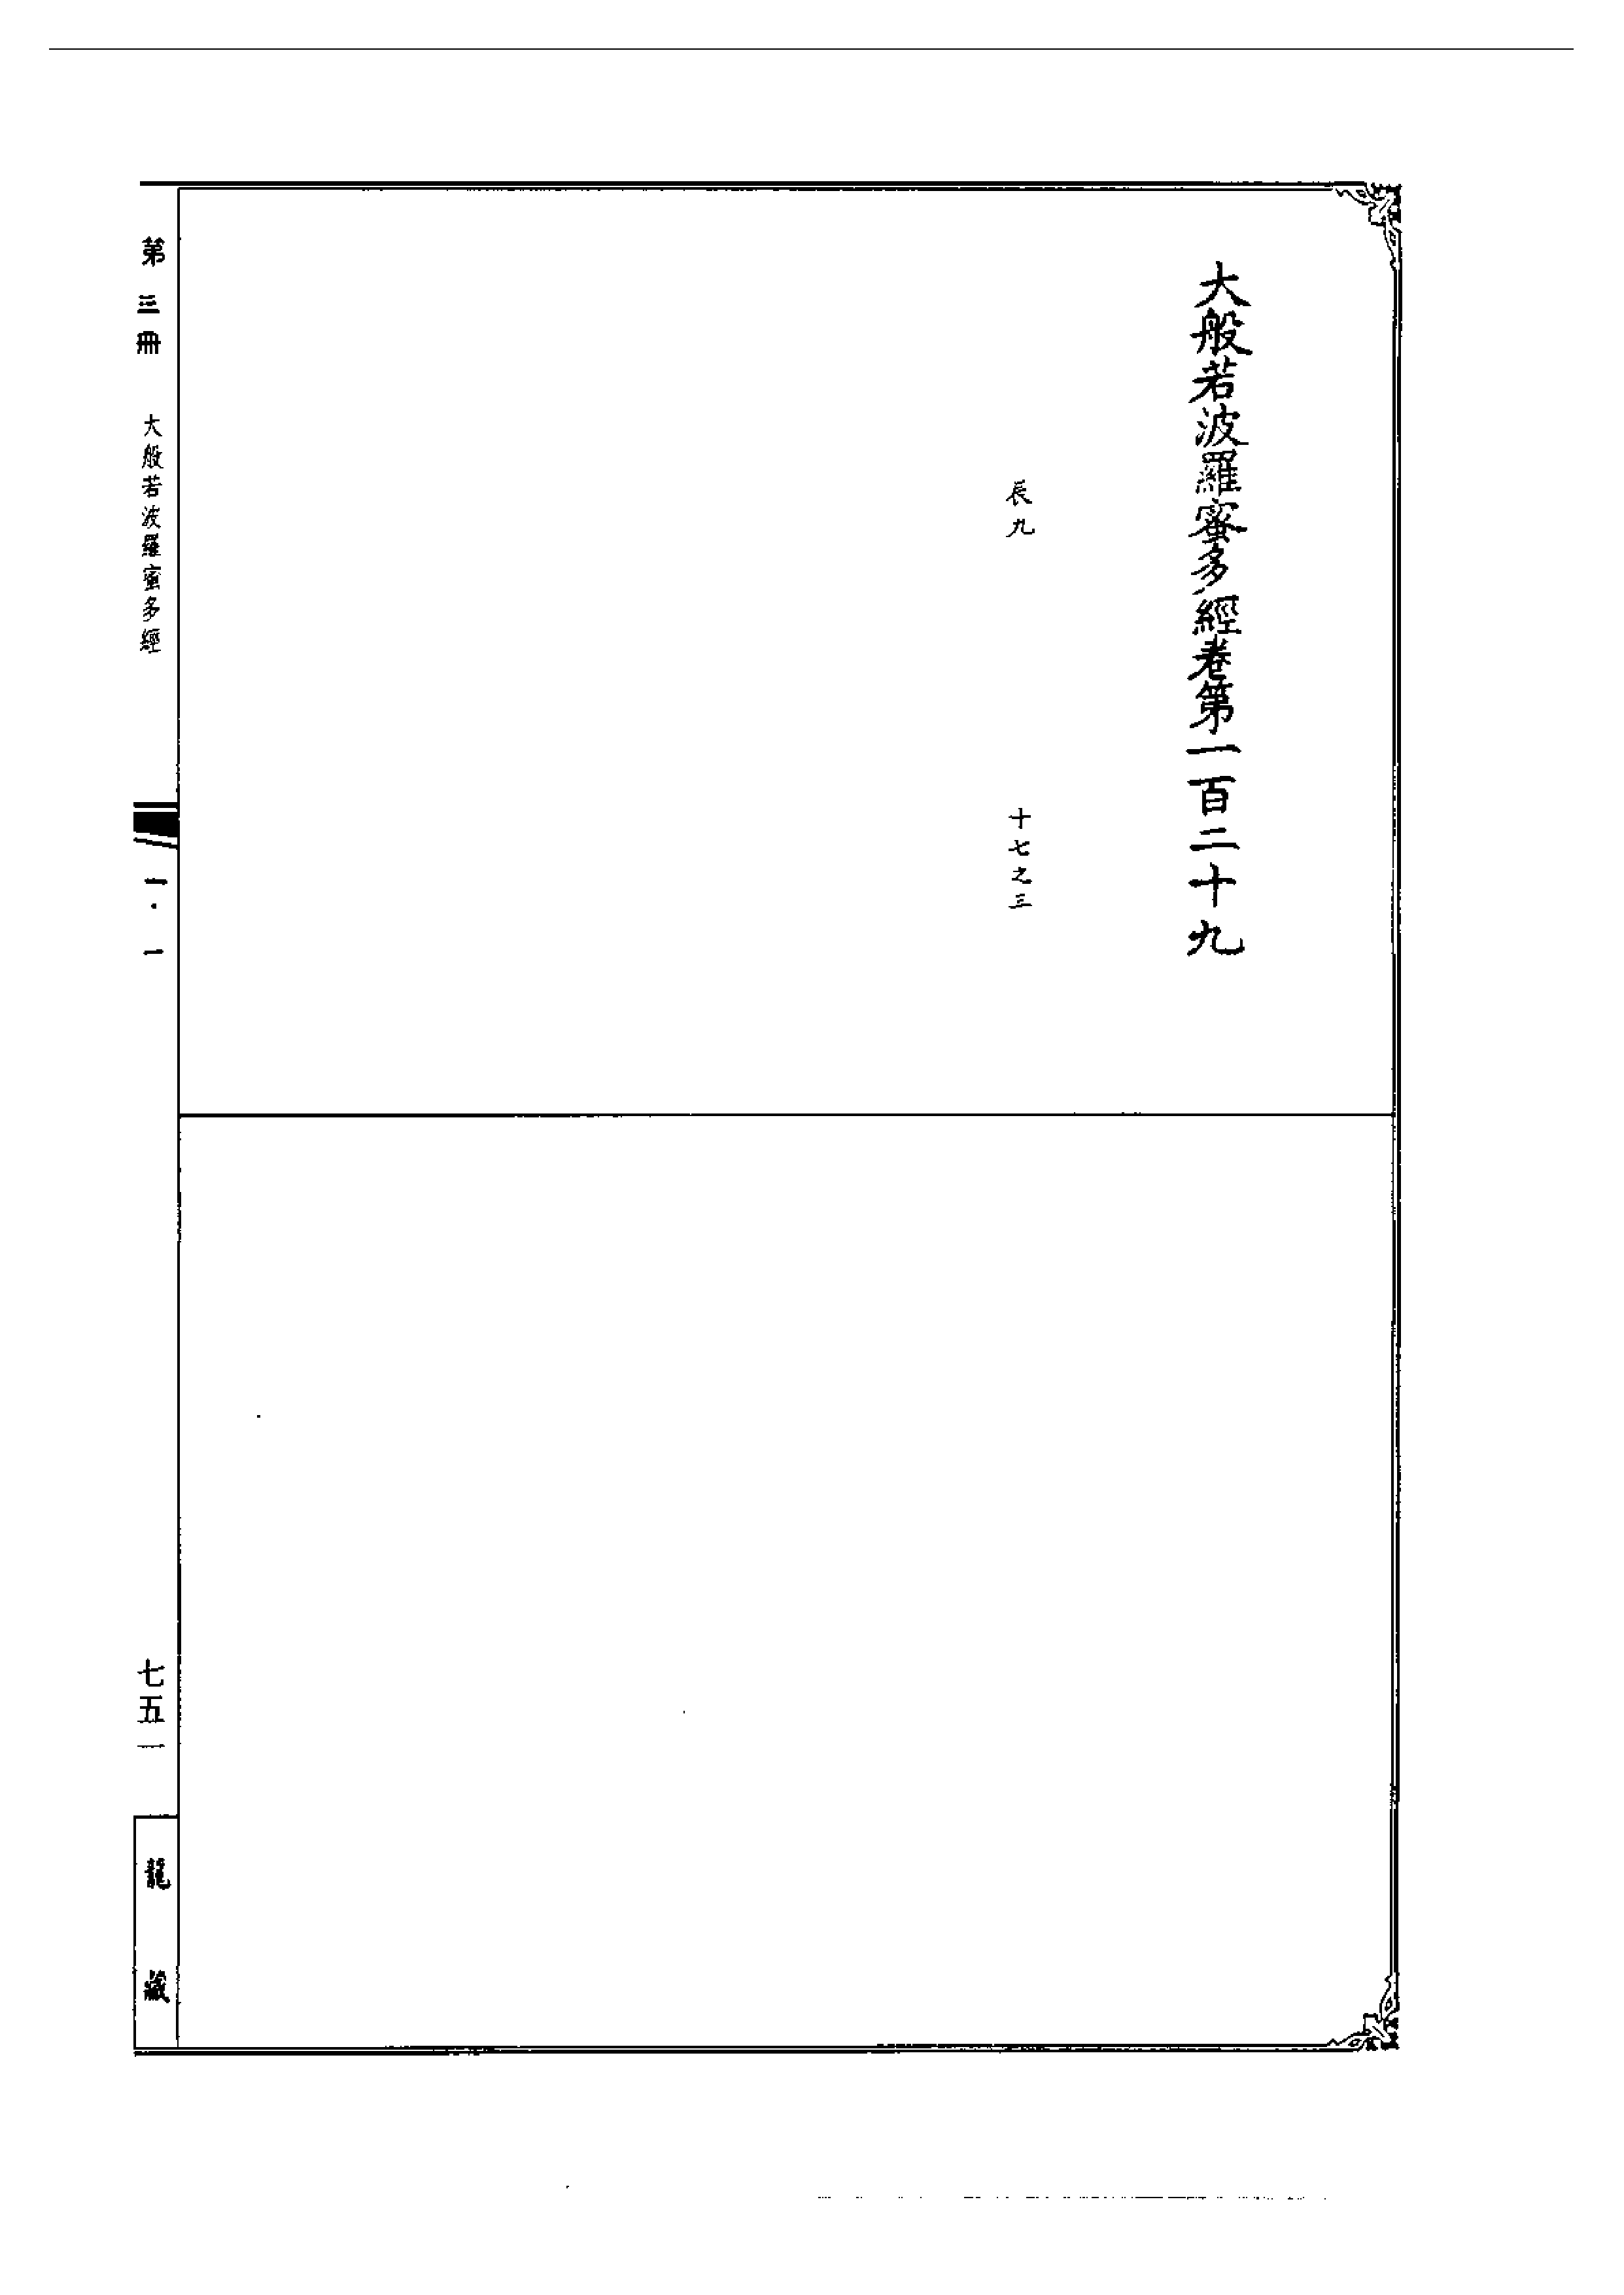 大般若波羅蜜多經卷第一百二十九
辰九
十七之三
第三冊
大般若波羅蜜多經
一·一
七五一
龍藏